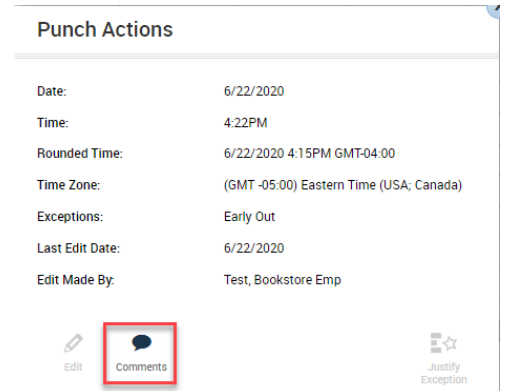 Punch Actions
Date: 6/22/2020
Time: 4:22PM
Rounded Time: 6/22/2020 4:15PM GMT-04:00
Time Zone: (GMT -05:00) Eastern Time (USA; Canada)
Exceptions: Early Out
Last Edit Date: 6/22/2020
Edit Made By: Test, Bookstore Emp
Edit Comments Justify
Exception